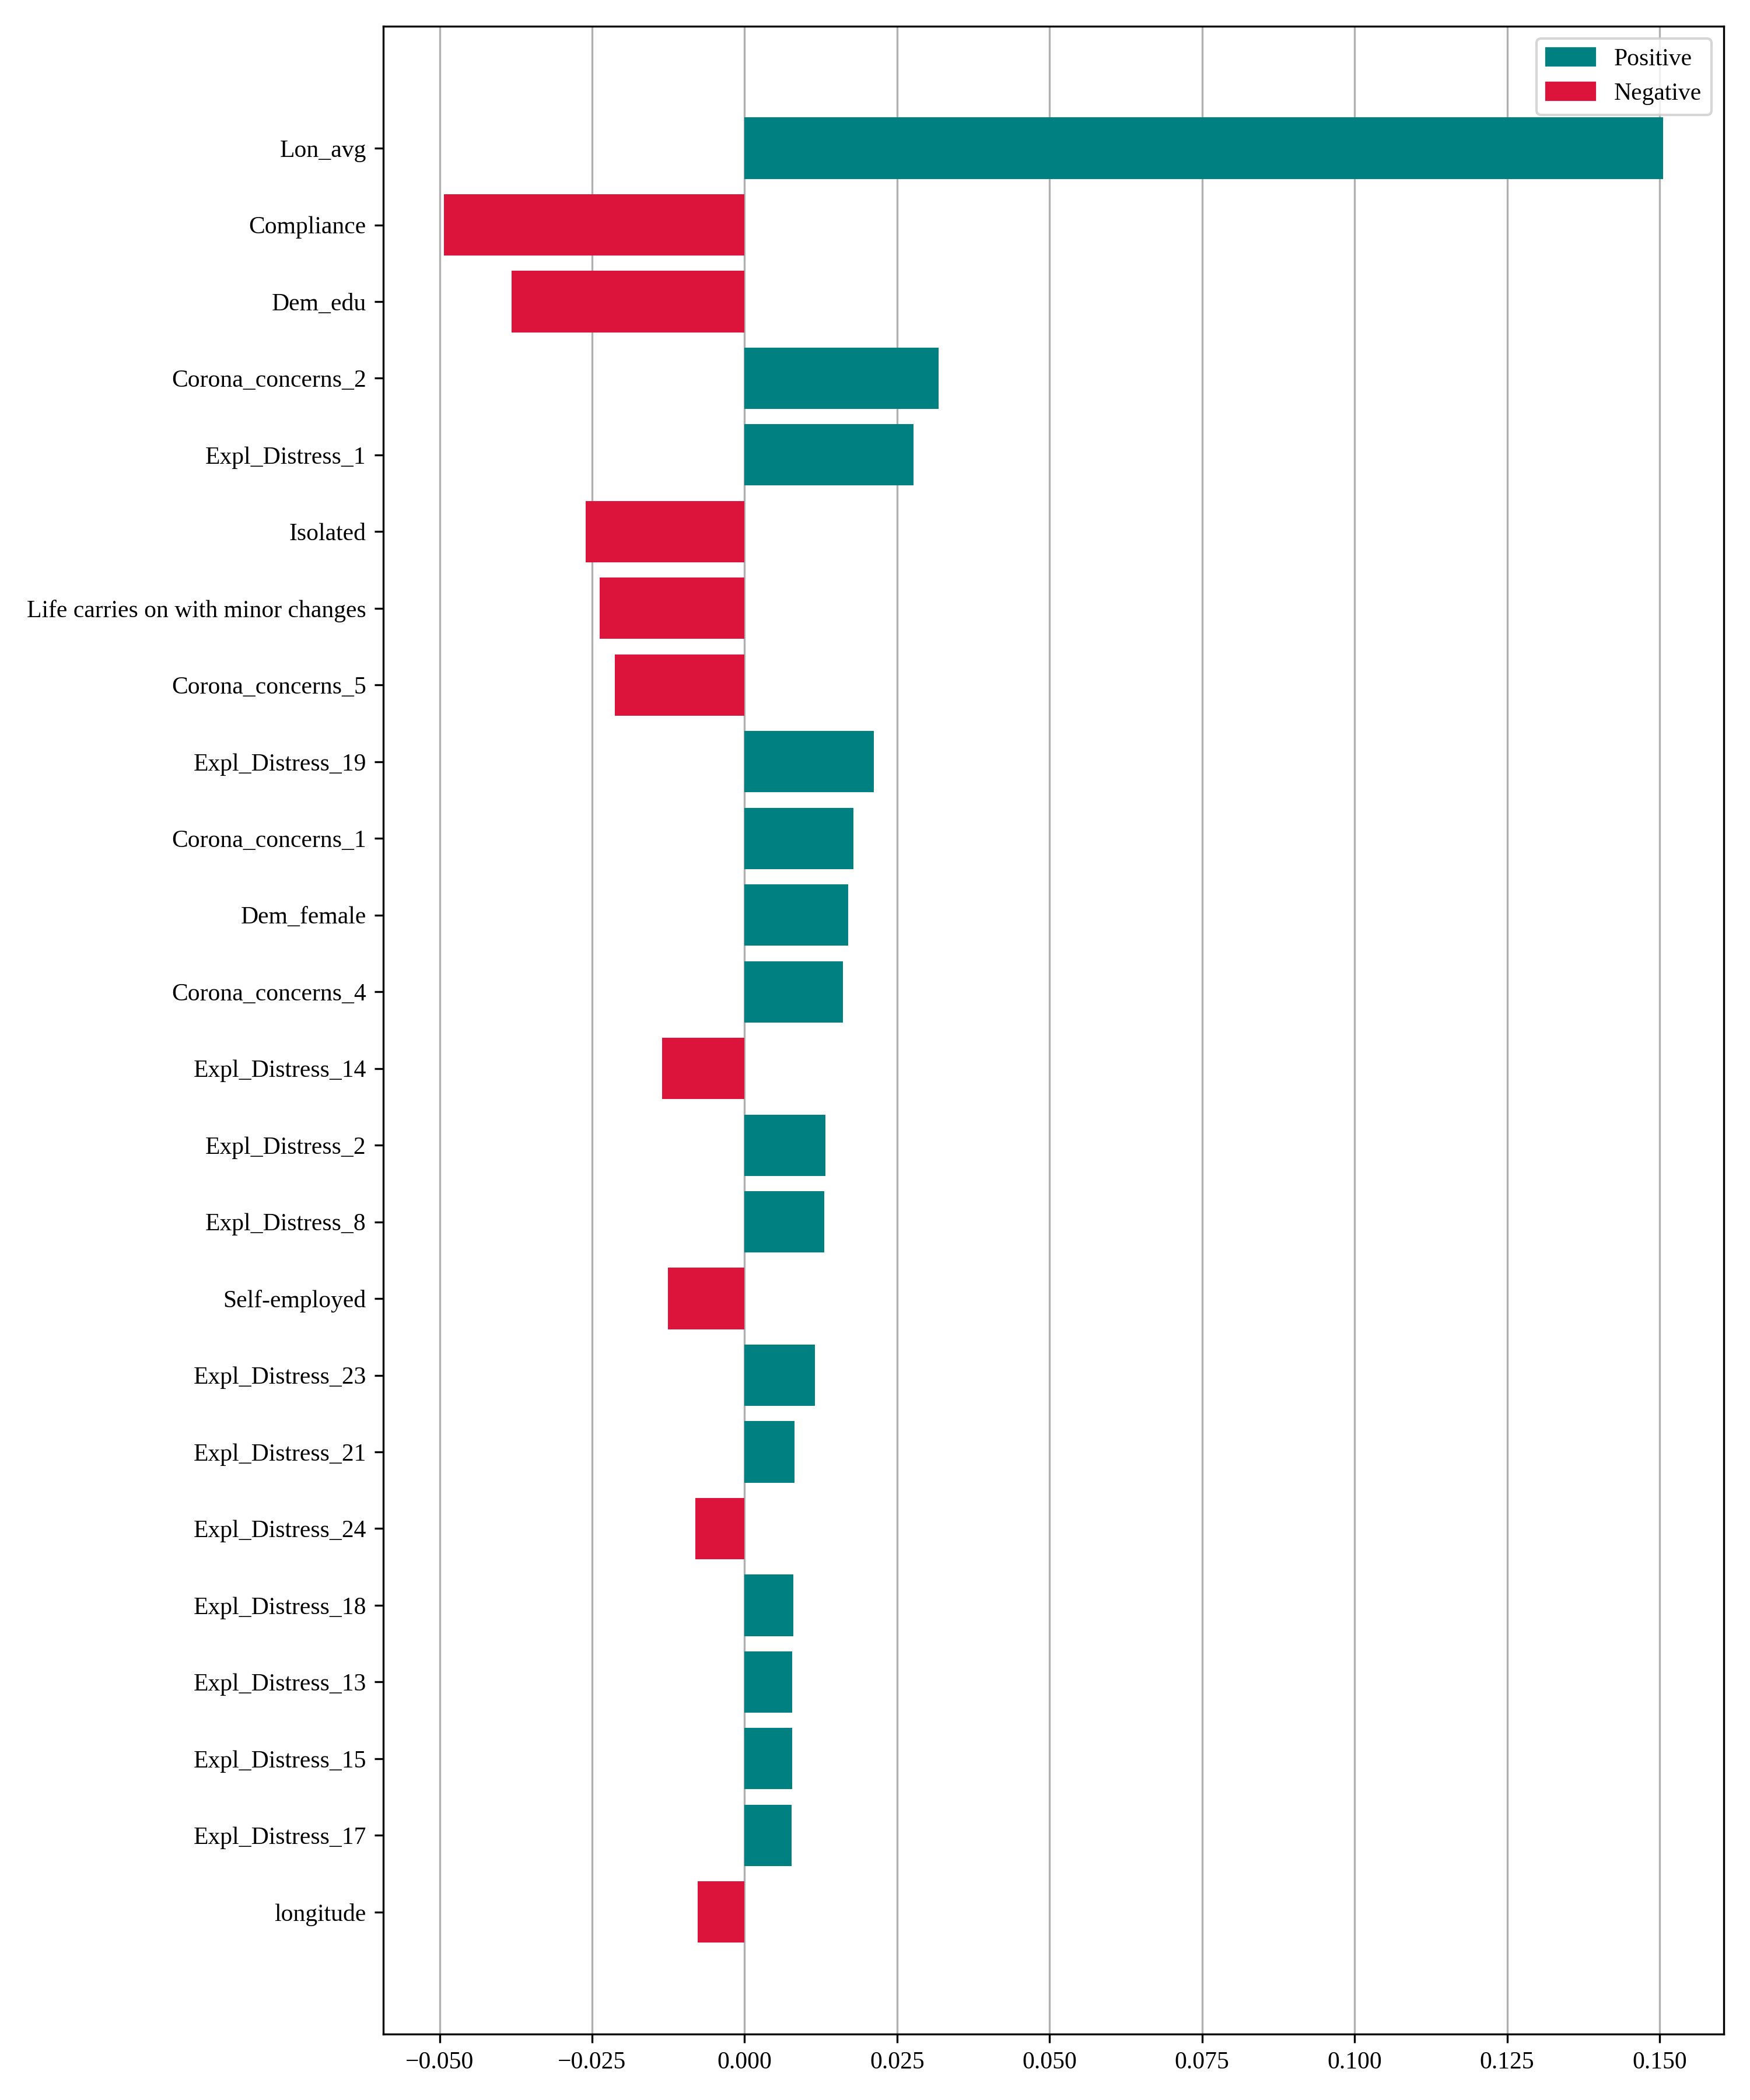 Positive
Negative
Lon_avg
Compliance
Dem_edu
Corona_concerns_2
Expl_Distress_1
Isolated
Life carries on with minor changes
Corona_concerns_5
Expl_Distress_19
Corona_concerns_1
Dem_female
Corona_concerns_4
Expl_Distress_14
Expl_Distress_2
Expl_Distress_8
Self-employed
Expl_Distress_23
Expl_Distress_21
Expl_Distress_24
Expl_Distress_18
Expl_Distress_13
Expl_Distress_15
Expl_Distress_17
longitude
−0.050 −0.025 0.000 0.025 0.050 0.075 0.100 0.125 0.150